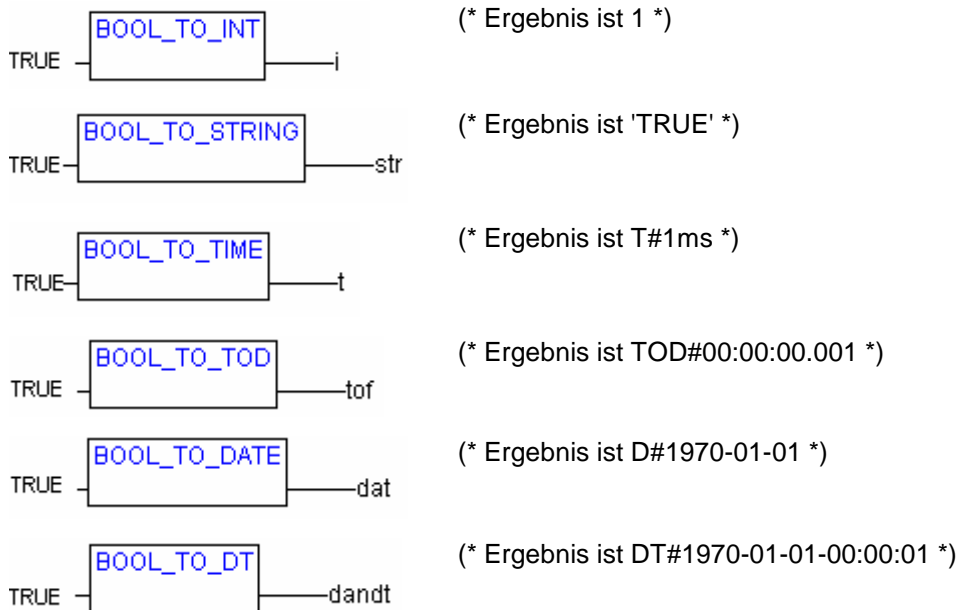 BOOL_TO_INT (* Ergebnis ist 1 *)
TRUE i
BOOL_TO_STRING (* Ergebnis ist 'TRUE' *)
TRUE str
BOOL_TO_TIME (* Ergebnis ist T#1ms *)
TRUE t
BOOL_TO_TOD (* Ergebnis ist TOD#00:00:00.001 *)
TRUE tof
BOOL_TO_DATE (* Ergebnis ist D#1970-01-01 *)
TRUE dat
BOOL_TO_DT (* Ergebnis ist DT#1970-01-01-00:00:01 *)
TRUE dandt